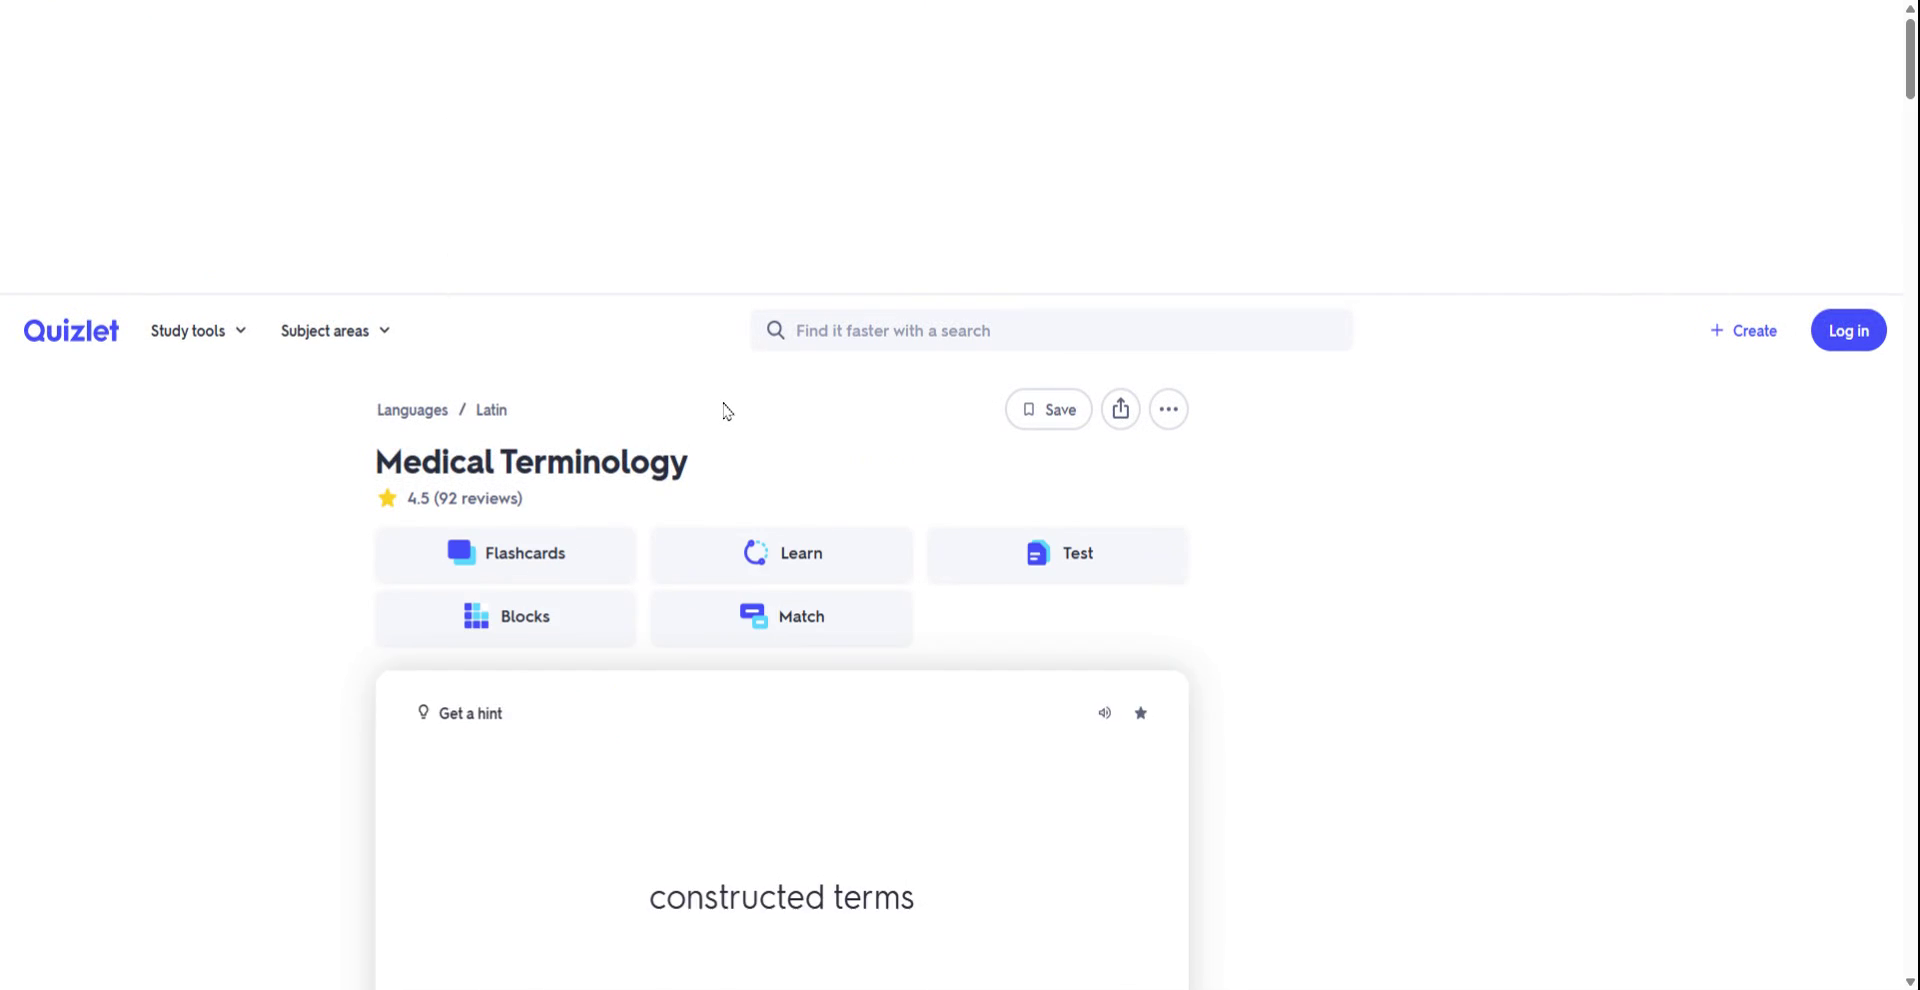 Quizlet
Study tools
Subject areas
Find it faster with a search
+ Create
Log in
Languages / Latin
Save
Medical Terminology
4.5 (92 reviews)
Flashcards
Learn
Test
Blocks
Match
Get a hint
constructed terms